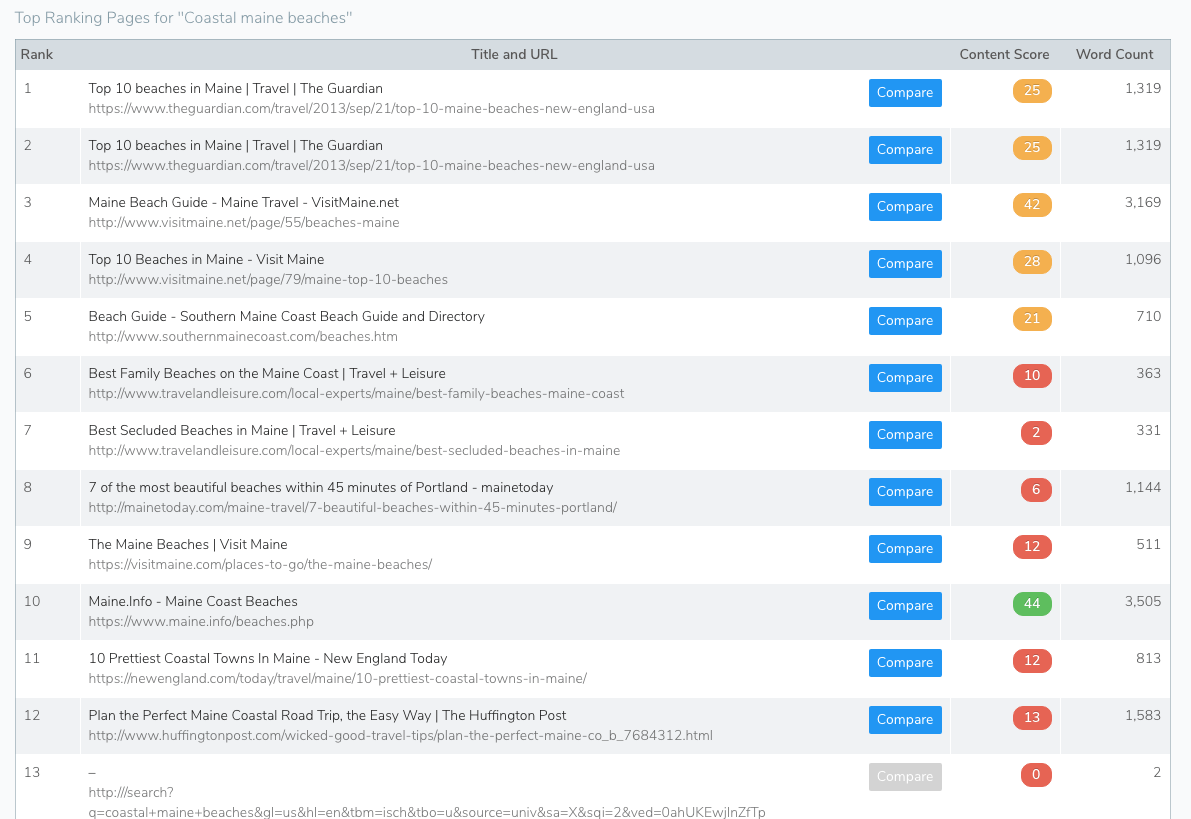 Top Ranking Pages for "Coastal maine beaches"
Rank Title and URL Content Score Word Count
1 Top 10 beaches in Maine | Travel | The Guardian Compare 25 1,319
https://www.theguardian.com/travel/2013/sep/21/top-10-maine-beaches-new-england-usa
2 Top 10 beaches in Maine | Travel | The Guardian Compare 25 1,319
https://www.theguardian.com/travel/2013/sep/21/top-10-maine-beaches-new-england-usa
3 Maine Beach Guide - Maine Travel - VisitMaine.net Compare 42 3,169
http://www.visitmaine.net/page/55/beaches-maine
4 Top 10 Beaches in Maine - Visit Maine Compare 28 1,096
http://www.visitmaine.net/page/79/maine-top-10-beaches
5 Beach Guide - Southern Maine Coast Beach Guide and Directory Compare 21 710
http://www.southernmainecoast.com/beaches.htm
6 Best Family Beaches on the Maine Coast | Travel + Leisure Compare 10 363
http://www.travelandleisure.com/local-experts/maine/best-family-beaches-maine-coast
7 Best Secluded Beaches in Maine | Travel + Leisure Compare 2 331
http://www.travelandleisure.com/local-experts/maine/best-secluded-beaches-in-maine
8 7 of the most beautiful beaches within 45 minutes of Portland - mainetoday Compare 6 1,144
http://mainetoday.com/maine-travel/7-beautiful-beaches-within-45-minutes-portland/
9 The Maine Beaches | Visit Maine Compare 12 511
https://visitmaine.com/places-to-go/the-maine-beaches/
10 Maine.Info - Maine Coast Beaches Compare 44 3,505
https://www.maine.info/beaches.php
11 10 Prettiest Coastal Towns In Maine - New England Today Compare 12 813
https://newengland.com/today/travel/maine/10-prettiest-coastal-towns-in-maine/
12 Plan the Perfect Maine Coastal Road Trip, the Easy Way | The Huffington Post Compare 13 1,583
http://www.huffingtonpost.com/wicked-good-travel-tips/plan-the-perfect-maine-co_b_7684312.html
13 – Compare 0 2
http:///search?
q=coastal+maine+beaches&gl=us&hl=en&tbm=isch&tbo=u&source=univ&sa=X&sqi=2&ved=0ahUKEwjlnZfTp